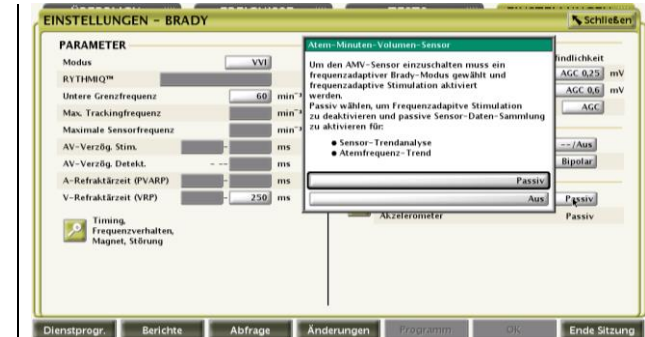 EINSTELLUNGEN - BRADY
Schließen
PARAMETER
Modus VVI
RYTHMIQ™
Untere Grenzfrequenz 60 min⁻¹
Max. Trackingfrequenz min⁻¹
Maximale Sensorfrequenz min⁻¹
AV-Verzög. Stim. - ms
AV-Verzög. Detekt. - -- ms
A-Refraktärzeit (PVARP) - ms
V-Refraktärzeit (VRP) - 250 ms
Timing,
Frequenzverhalten,
Magnet, Störung
Atem-Minuten-Volumen-Sensor
Um den AMV-Sensor einzuschalten muss ein
frequenzadaptiver Brady-Modus gewählt und
frequenzadaptive Stimulation aktiviert
werden.
Passiv wählen, um Frequenzadapitve Stimulation
zu deaktivieren und passive Sensor-Daten-Sammlung
zu aktivieren für:
● Sensor-Trendanalyse
● Atemfrequenz-Trend
Passiv
Aus
findlichkeit
AGC 0,25 mV
AGC 0,6 mV
AGC
--/Aus
Bipolar
Passiv
Akzelerometer Passiv
Dienstprogr. Berichte Abfrage Änderungen Programm OK Ende Sitzung